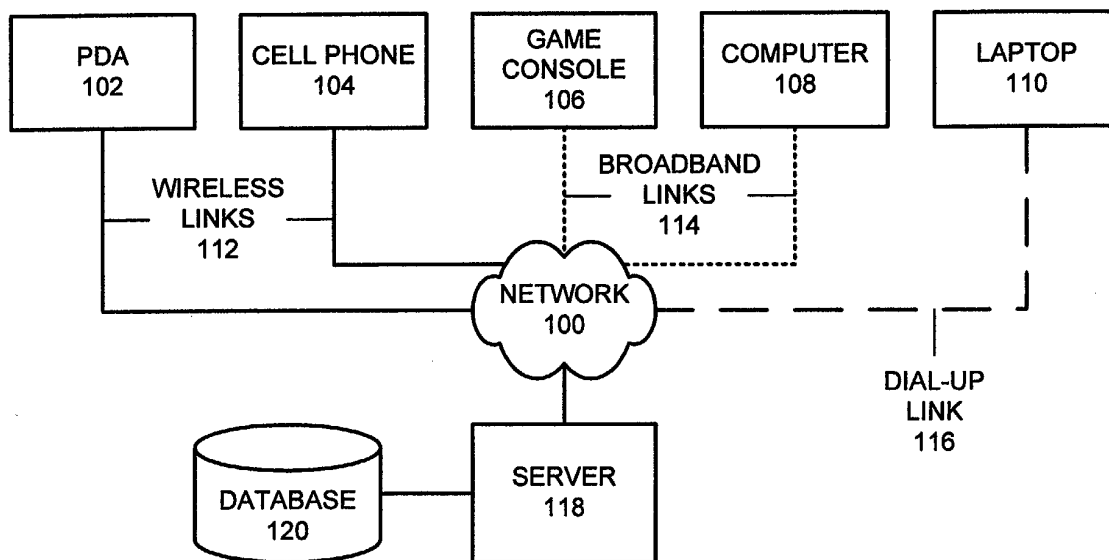 PDA
102
CELL PHONE
104
GAME
CONSOLE
106
COMPUTER
108
LAPTOP
110
WIRELESS
LINKS
112
BROADBAND
LINKS
114
NETWORK
100
DIAL-UP
LINK
116
DATABASE
120
SERVER
118